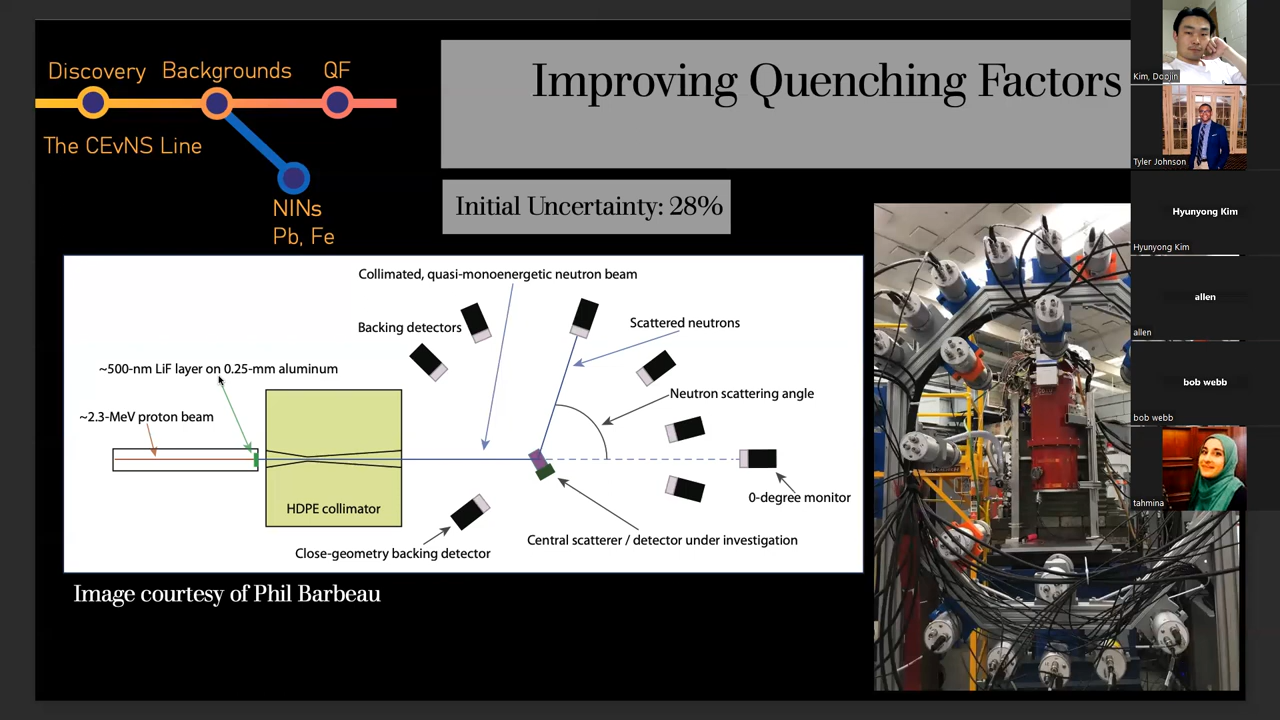 Discovery Backgrounds QF
The CEvNS Line
NINs
Pb, Fe
Improving Quenching Factors
Initial Uncertainty: 28%
Collimated, quasi-monoenergetic neutron beam
Backing detectors
Scattered neutrons
~500-nm LiF layer on 0.25-mm aluminum
Neutron scattering angle
~2.3-MeV proton beam
0-degree monitor
HDPE collimator
Central scatterer / detector under investigation
Close-geometry backing detector
Image courtesy of Phil Barbeau
Kim, Doojin
Tyler Johnson
Hyunyong Kim
Hyunyong Kim
allen
allen
bob webb
bob webb
tahmina